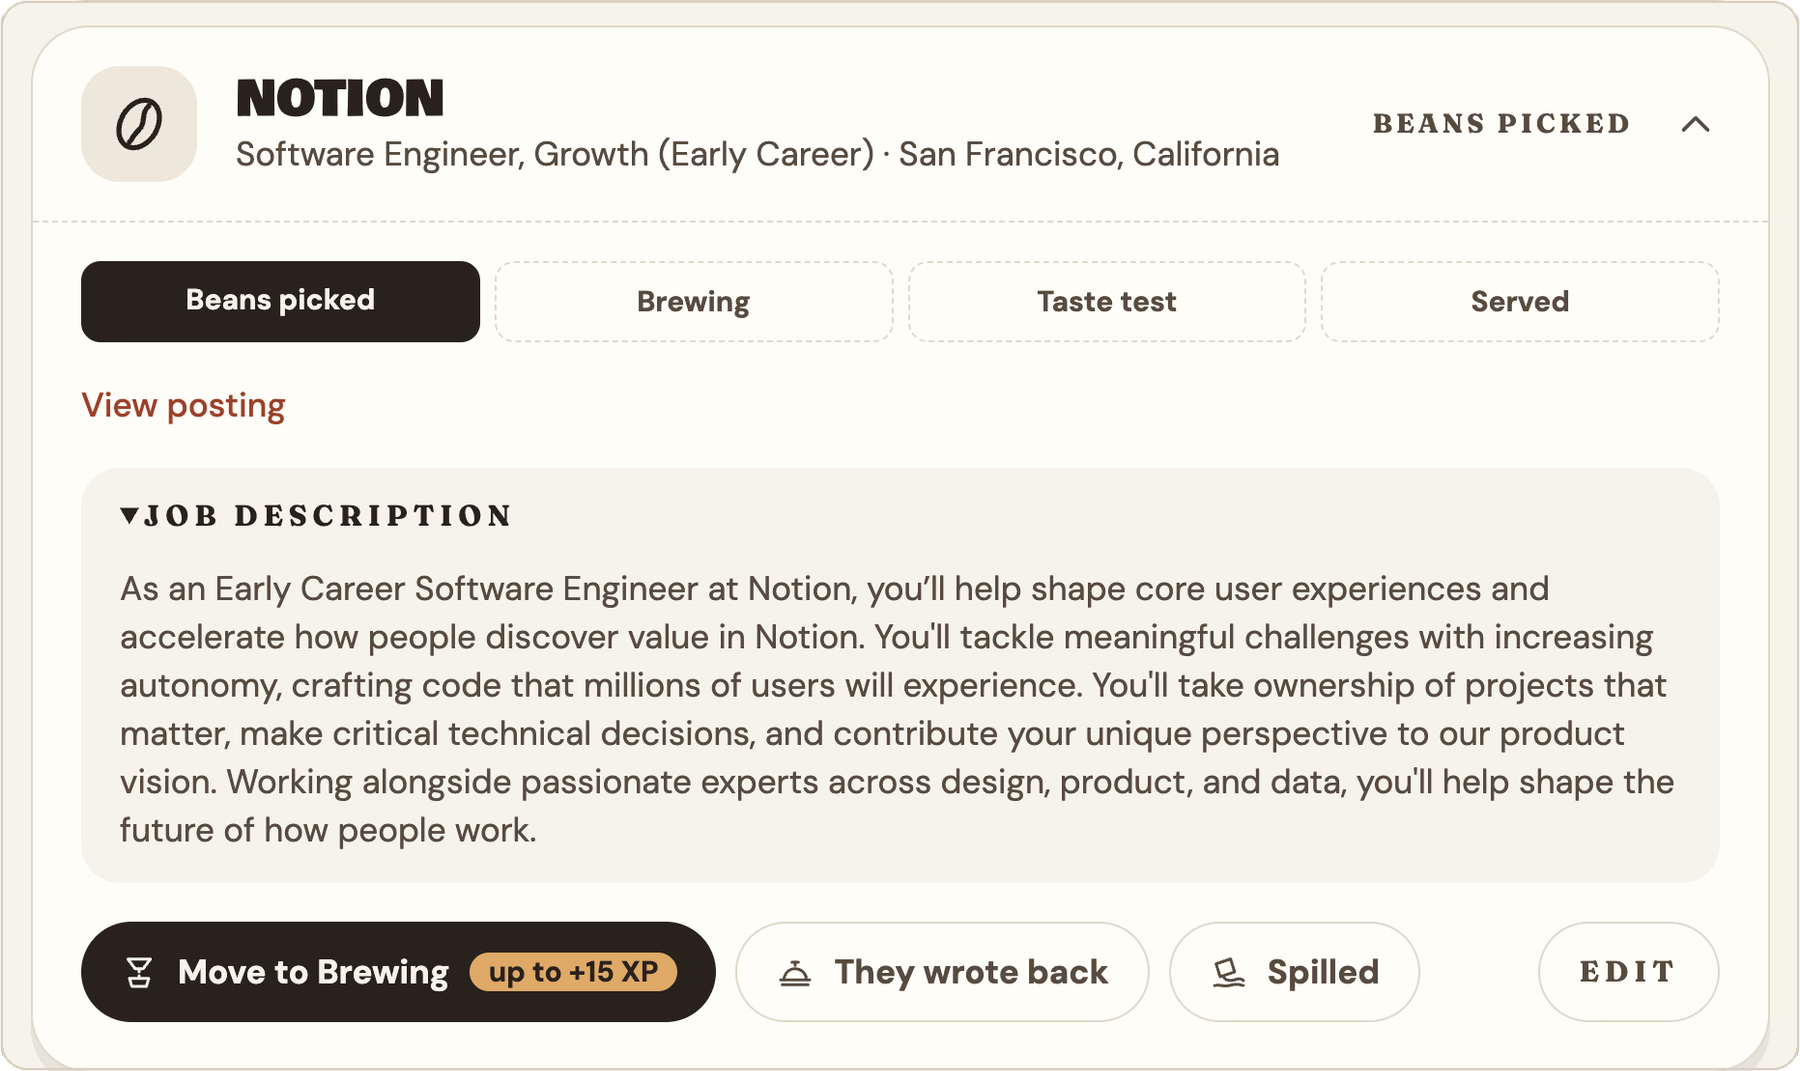 NOTION
Software Engineer, Growth (Early Career) · San Francisco, California
BEANS PICKED
Beans picked
Brewing
Taste test
Served
View posting
▼JOB DESCRIPTION
As an Early Career Software Engineer at Notion, you’ll help shape core user experiences and
accelerate how people discover value in Notion. You'll tackle meaningful challenges with increasing
autonomy, crafting code that millions of users will experience. You'll take ownership of projects that
matter, make critical technical decisions, and contribute your unique perspective to our product
vision. Working alongside passionate experts across design, product, and data, you'll help shape the
future of how people work.
Move to Brewing up to +15 XP
They wrote back
Spilled
EDIT